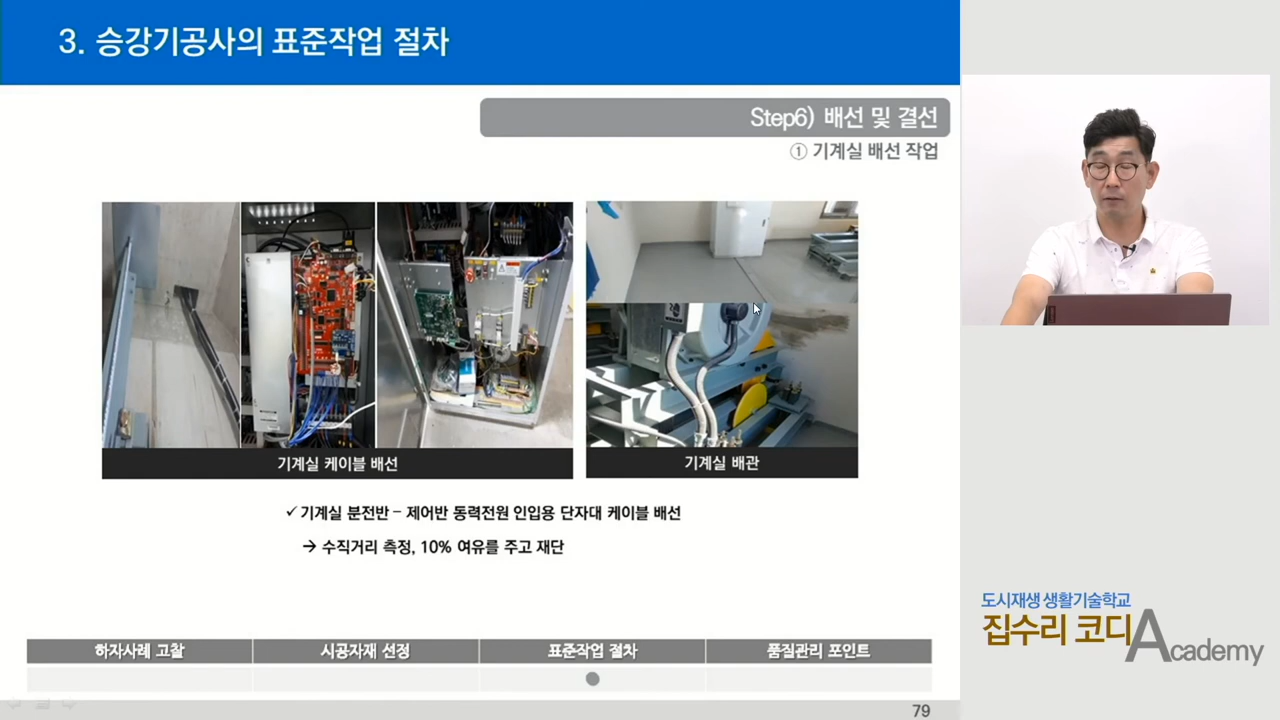 3. 승강기공사의 표준작업 절차
Step6) 배선 및 결선
① 기계실 배선 작업
기계실 케이블 배선
기계실 배관
✓기계실 분전반 – 제어반 동력전원 인입용 단자대 케이블 배선
→ 수직거리 측정, 10% 여유를 주고 재단
하자사례 고찰
시공자재 선정
표준작업 절차
품질관리 포인트
79
도시재생 생활기술학교
집수리 코디 Academy